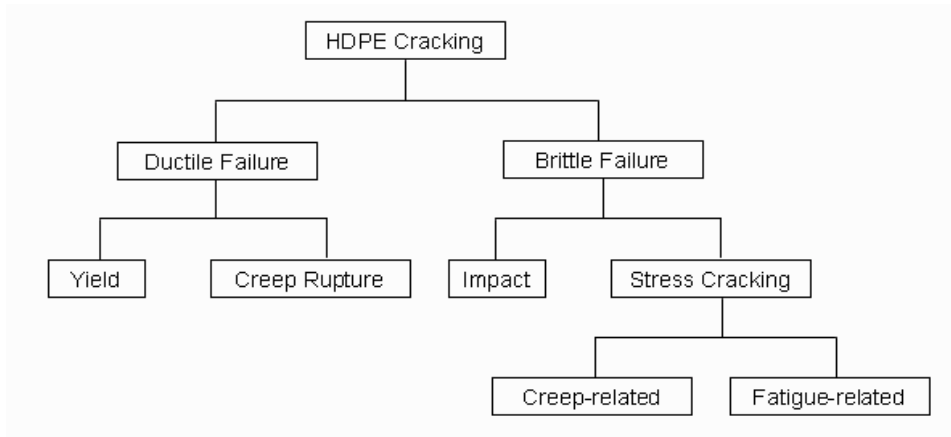 HDPE Cracking
Ductile Failure
Brittle Failure
Yield
Creep Rupture
Impact
Stress Cracking
Creep-related
Fatigue-related